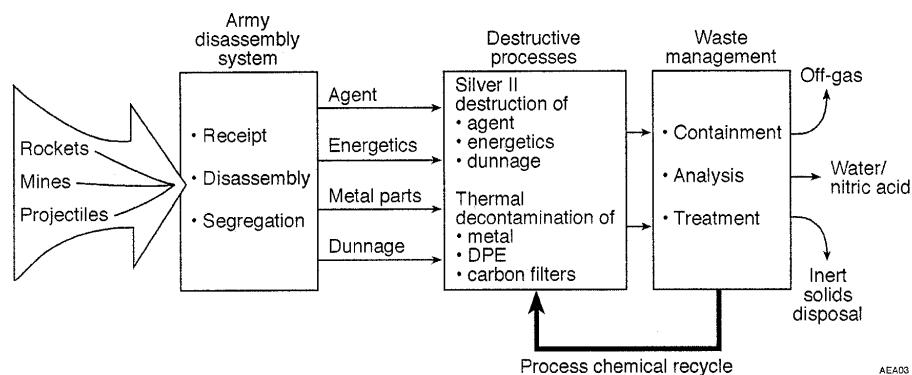 Rockets
Mines
Projectiles
Army
disassembly
system
• Receipt
• Disassembly
• Segregation
Agent
Energetics
Metal parts
Dunnage
Destructive
processes
Silver II
destruction of
• agent
• energetics
• dunnage
Thermal
decontamination of
• metal
• DPE
• carbon filters
Waste
management
• Containment
• Analysis
• Treatment
Off-gas
Water/
nitric acid
Inert
solids
disposal
Process chemical recycle
AEA03